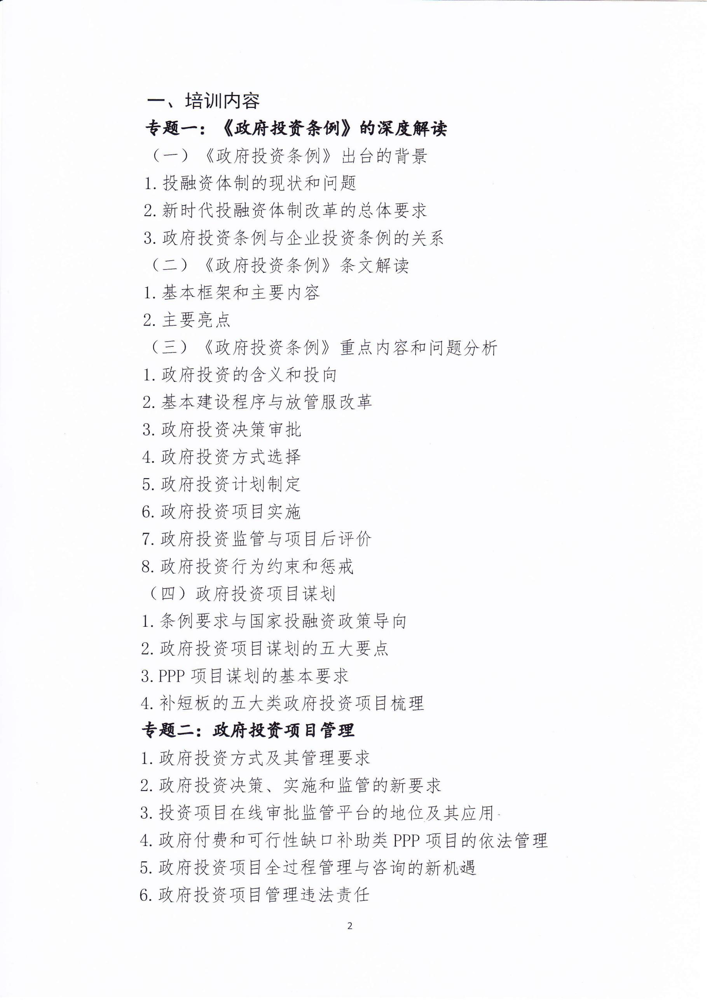 一、培训内容
专题一：《政府投资条例》的深度解读
（一）《政府投资条例》出台的背景
1.投融资体制的现状和问题
2.新时代投融资体制改革的总体要求
3.政府投资条例与企业投资条例的关系
（二）《政府投资条例》条文解读
1.基本框架和主要内容
2.主要亮点
（三）《政府投资条例》重点内容和问题分析
1.政府投资的含义和投向
2.基本建设程序与放管服改革
3.政府投资决策审批
4.政府投资方式选择
5.政府投资计划制定
6.政府投资项目实施
7.政府投资监管与项目后评价
8.政府投资行为约束和惩戒
（四）政府投资项目谋划
1.条例要求与国家投融资政策导向
2.政府投资项目谋划的五大要点
3.PPP 项目谋划的基本要求
4.补短板的五大类政府投资项目梳理
专题二：政府投资项目管理
1.政府投资方式及其管理要求
2.政府投资决策、实施和监管的新要求
3.投资项目在线审批监管平台的地位及其应用
4.政府付费和可行性缺口补助类 PPP 项目的依法管理
5.政府投资项目全过程管理与咨询的新机遇
6.政府投资项目管理违法责任
2